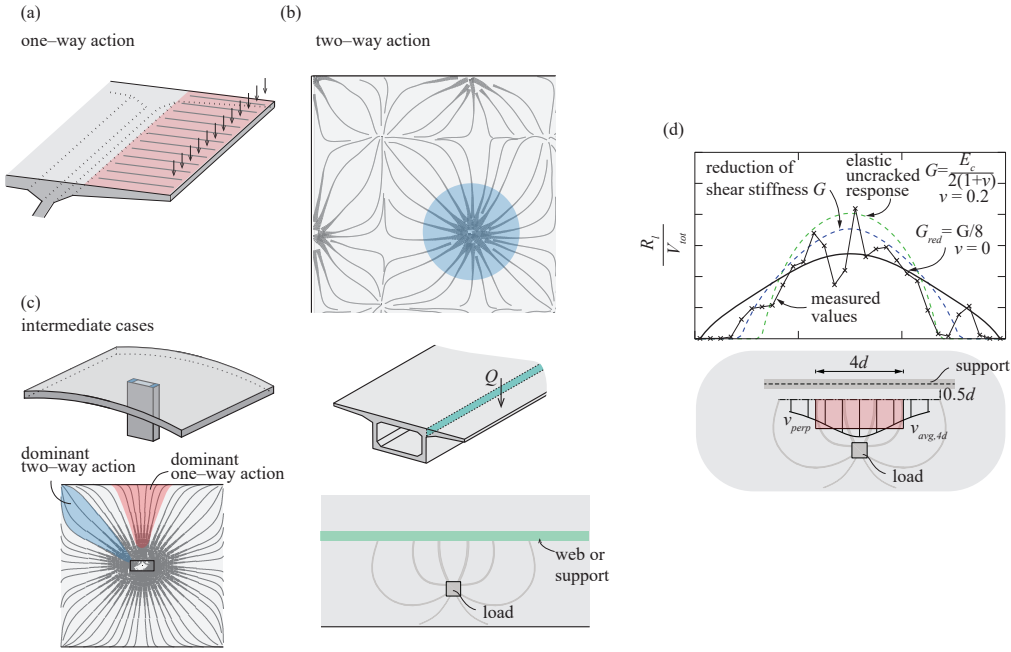 (a)
one–way action
(b)
two–way action
(c)
intermediate cases
dominant
two–way action
dominant
one–way action
Q
web or
support
load
(d)
reduction of
shear stiffness G
elastic
uncracked
response
G=E_c/2(1+ν)
ν = 0.2
G_red = G/8
ν = 0
R_l/V_tot
measured
values
4d
support
0.5d
v_perp
v_avg,4d
load